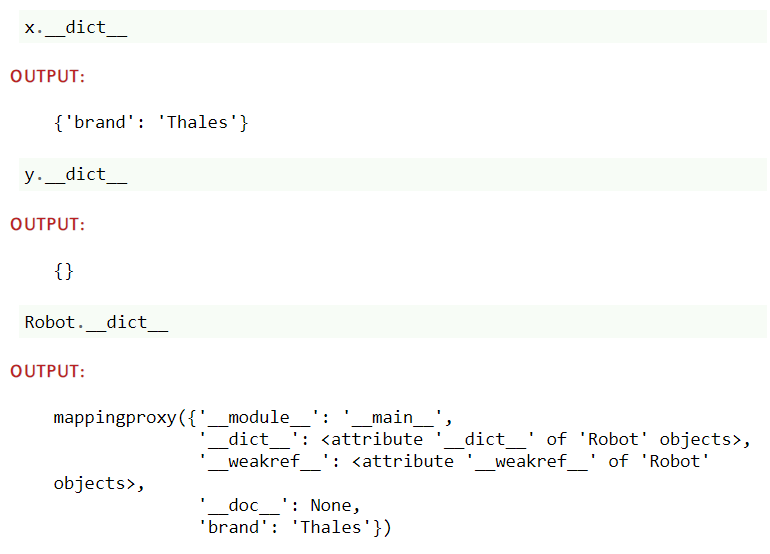 x.__dict__
OUTPUT:
{'brand': 'Thales'}
y.__dict__
OUTPUT:
{}
Robot.__dict__
OUTPUT:
mappingproxy({'__module__': '__main__',
'__dict__': <attribute '__dict__' of 'Robot' objects>,
'__weakref__': <attribute '__weakref__' of 'Robot'
objects>,
'__doc__': None,
'brand': 'Thales'})